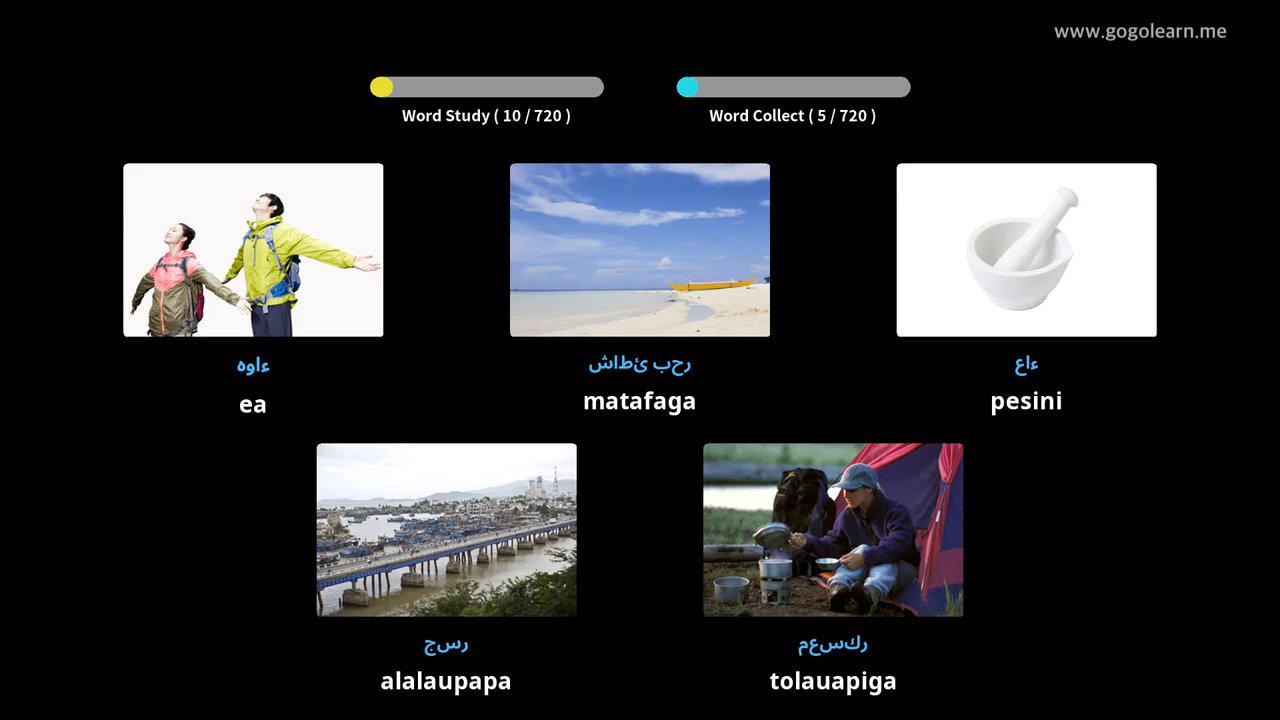 www.gogolearn.me
Word Study ( 10 / 720 )
Word Collect ( 5 / 720 )
ءاوه
ea
رحب ئطاش
matafaga
ءاع
pesini
رسج
alalaupapa
ركسعم
tolauapiga